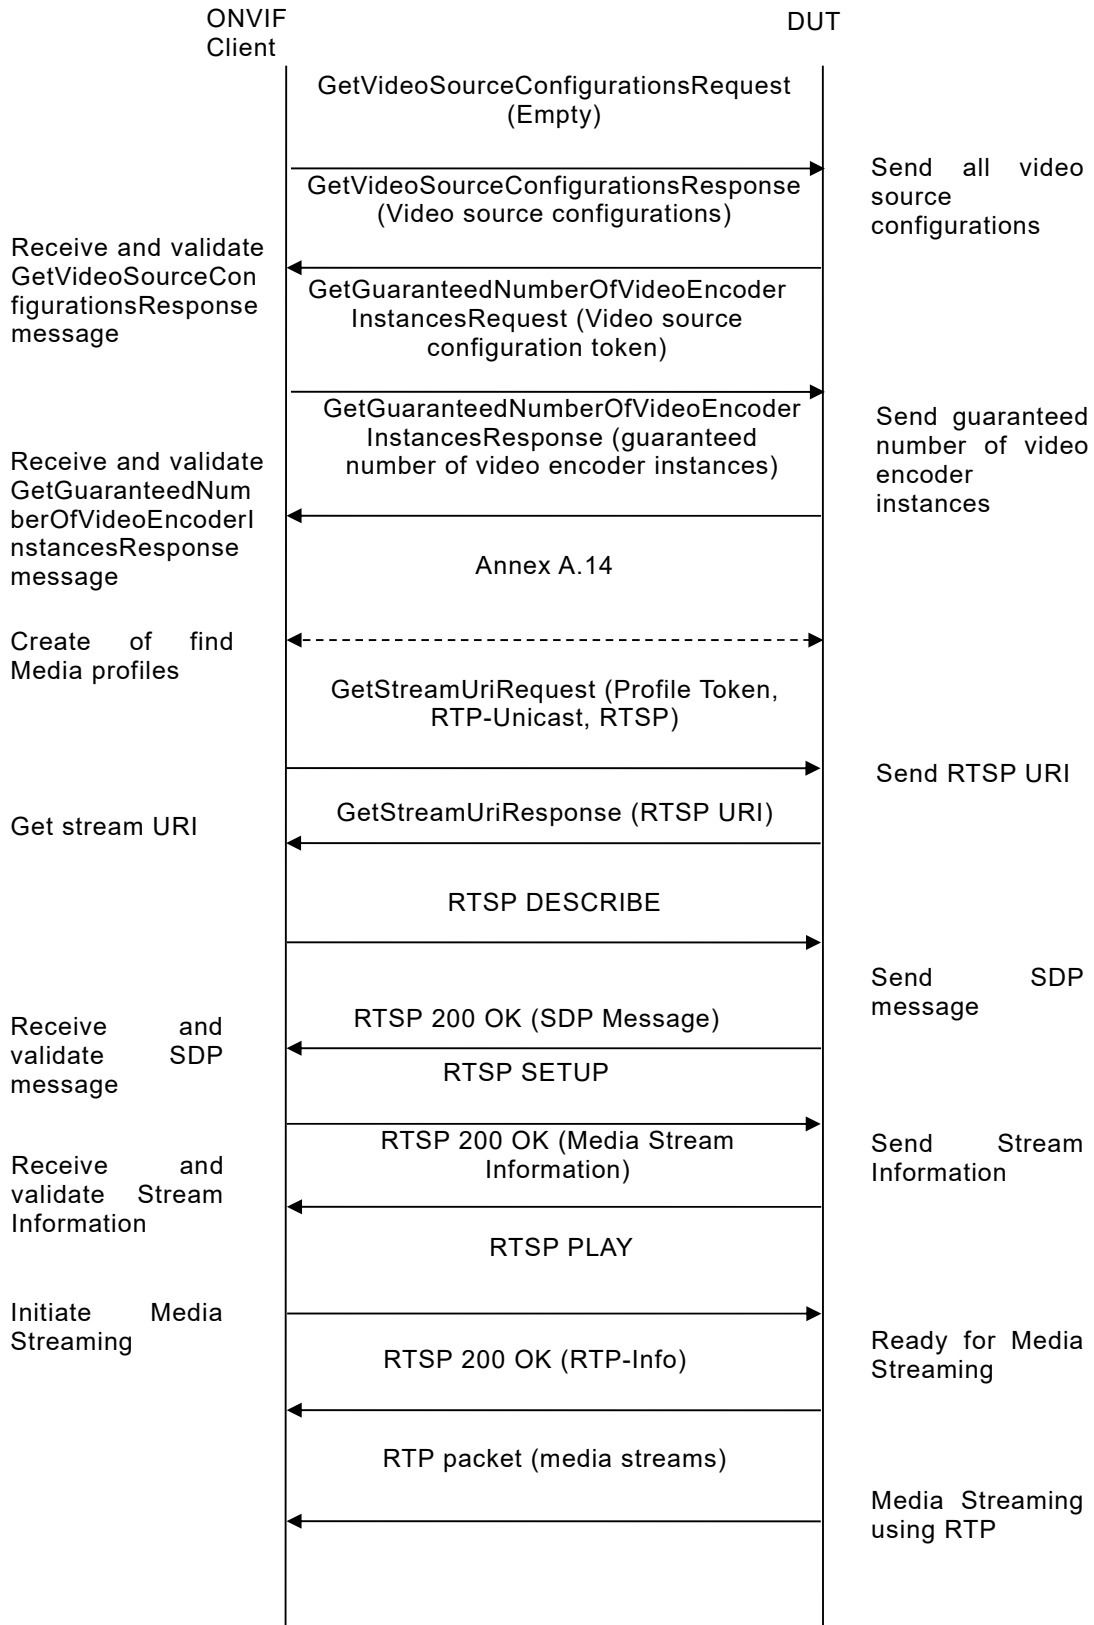 ONVIF
Client
DUT
GetVideoSourceConfigurationsRequest
(Empty)
Send all video
source
configurations
GetVideoSourceConfigurationsResponse
(Video source configurations)
Receive and validate
GetVideoSourceCon
figurationsResponse
message
GetGuaranteedNumberOfVideoEncoder
InstancesRequest (Video source
configuration token)
GetGuaranteedNumberOfVideoEncoder
InstancesResponse (guaranteed
number of video encoder instances)
Send guaranteed
number of video
encoder
instances
Receive and validate
GetGuaranteedNum
berOfVideoEncoderI
nstancesResponse
message
Annex A.14
Create of find
Media profiles
GetStreamUriRequest (Profile Token,
RTP-Unicast, RTSP)
Send RTSP URI
GetStreamUriResponse (RTSP URI)
Get stream URI
RTSP DESCRIBE
Send SDP
message
RTSP 200 OK (SDP Message)
Receive and
validate SDP
message
RTSP SETUP
RTSP 200 OK (Media Stream
Information)
Send Stream
Information
Receive and
validate Stream
Information
RTSP PLAY
Initiate Media
Streaming
Ready for Media
Streaming
RTSP 200 OK (RTP-Info)
RTP packet (media streams)
Media Streaming
using RTP